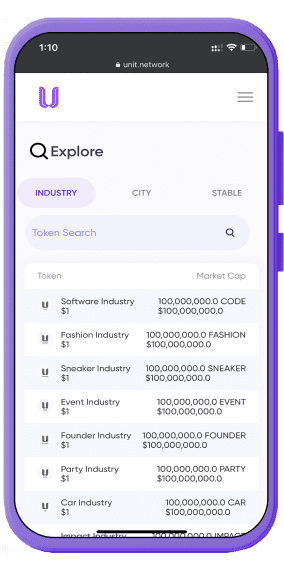 1:10
unit.network
Explore
INDUSTRY CITY STABLE
Token Search
Token Market Cap
Software Industry 100,000,000.0 CODE
$1 $100,000,000.0
Fashion Industry 100,000,000.0 FASHION
$1 $100,000,000.0
Sneaker Industry 100,000,000.0 SNEAKER
$1 $100,000,000.0
Event Industry 100,000,000.0 EVENT
$1 $100,000,000.0
Founder Industry 100,000,000.0 FOUNDER
$1 $100,000,000.0
Party Industry 100,000,000.0 PARTY
$1 $100,000,000.0
Car Industry 100,000,000.0 CAR
$1 $100,000,000.0
Impact Industry 100,000,000.0 IMPACT